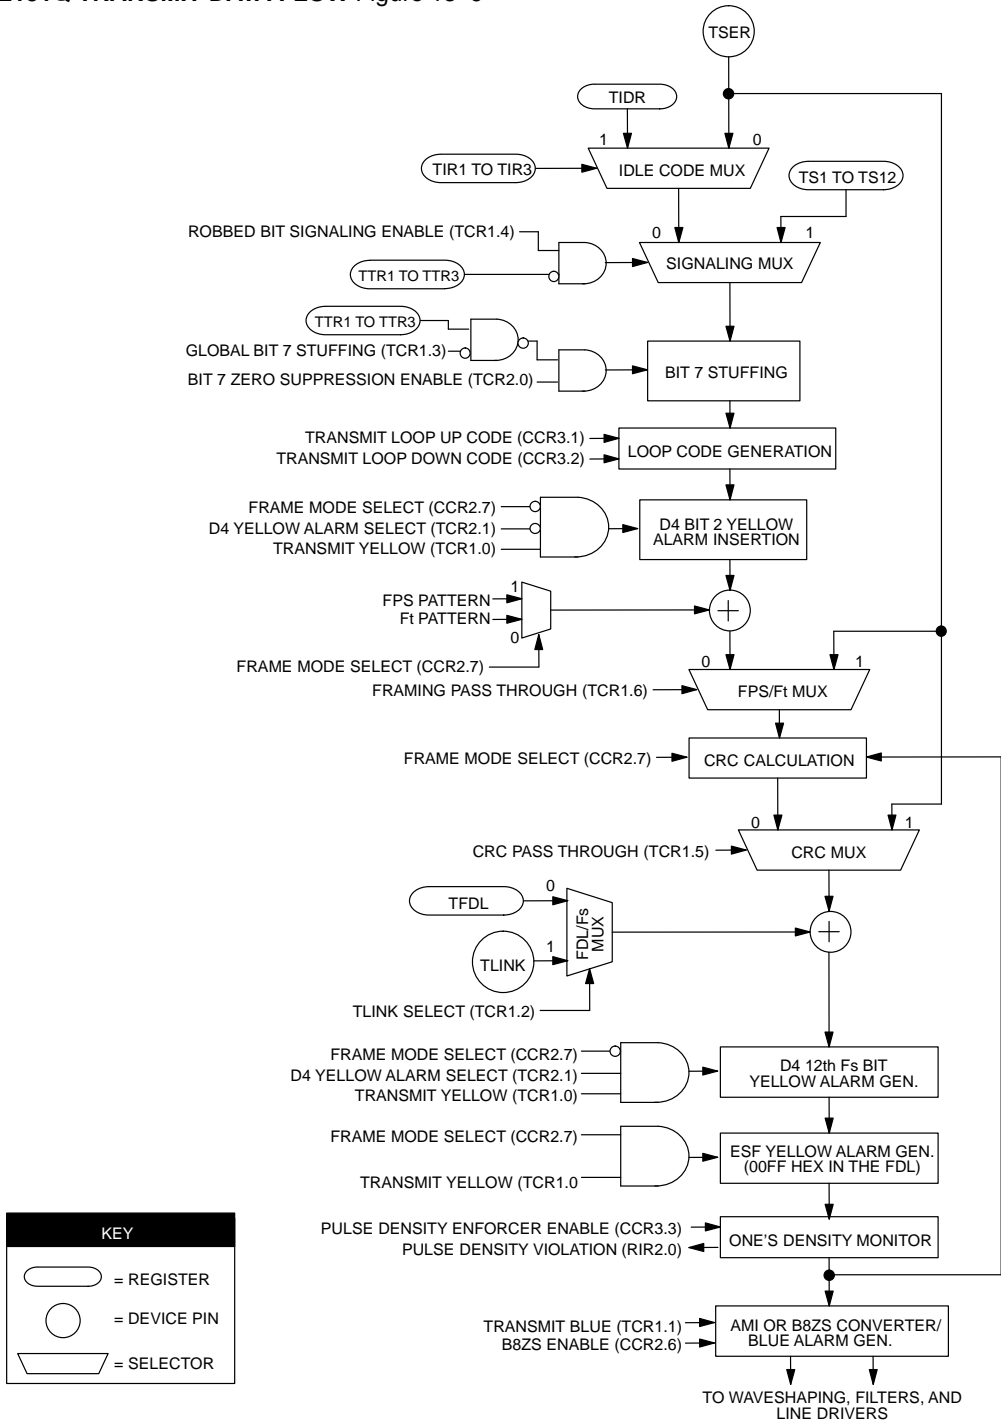 Figure 15-6
TSER
TIDR
1
0
TIR1 TO TIR3
IDLE CODE MUX
TS1 TO TS12
ROBBED BIT SIGNALING ENABLE (TCR1.4)
0
1
TTR1 TO TTR3
SIGNALING MUX
TTR1 TO TTR3
GLOBAL BIT 7 STUFFING (TCR1.3)
BIT 7 ZERO SUPPRESSION ENABLE (TCR2.0)
BIT 7 STUFFING
TRANSMIT LOOP UP CODE (CCR3.1)
TRANSMIT LOOP DOWN CODE (CCR3.2)
LOOP CODE GENERATION
FRAME MODE SELECT (CCR2.7)
D4 YELLOW ALARM SELECT (TCR2.1)
TRANSMIT YELLOW (TCR1.0)
D4 BIT 2 YELLOW
ALARM INSERTION
1
FPS PATTERN
Ft PATTERN
0
FRAME MODE SELECT (CCR2.7)
0
1
FRAMING PASS THROUGH (TCR1.6)
FPS/Ft MUX
FRAME MODE SELECT (CCR2.7)
CRC CALCULATION
0
1
CRC PASS THROUGH (TCR1.5)
CRC MUX
0
TFDL
FDL/Fs
MUX
1
TLINK
TLINK SELECT (TCR1.2)
FRAME MODE SELECT (CCR2.7)
D4 YELLOW ALARM SELECT (TCR2.1)
TRANSMIT YELLOW (TCR1.0)
D4 12th Fs BIT
YELLOW ALARM GEN.
FRAME MODE SELECT (CCR2.7)
TRANSMIT YELLOW (TCR1.0
ESF YELLOW ALARM GEN.
(00FF HEX IN THE FDL)
PULSE DENSITY ENFORCER ENABLE (CCR3.3)
PULSE DENSITY VIOLATION (RIR2.0)
ONE'S DENSITY MONITOR
TRANSMIT BLUE (TCR1.1)
B8ZS ENABLE (CCR2.6)
AMI OR B8ZS CONVERTER/
BLUE ALARM GEN.
TO WAVESHAPING, FILTERS, AND
LINE DRIVERS
KEY
= REGISTER
= DEVICE PIN
= SELECTOR